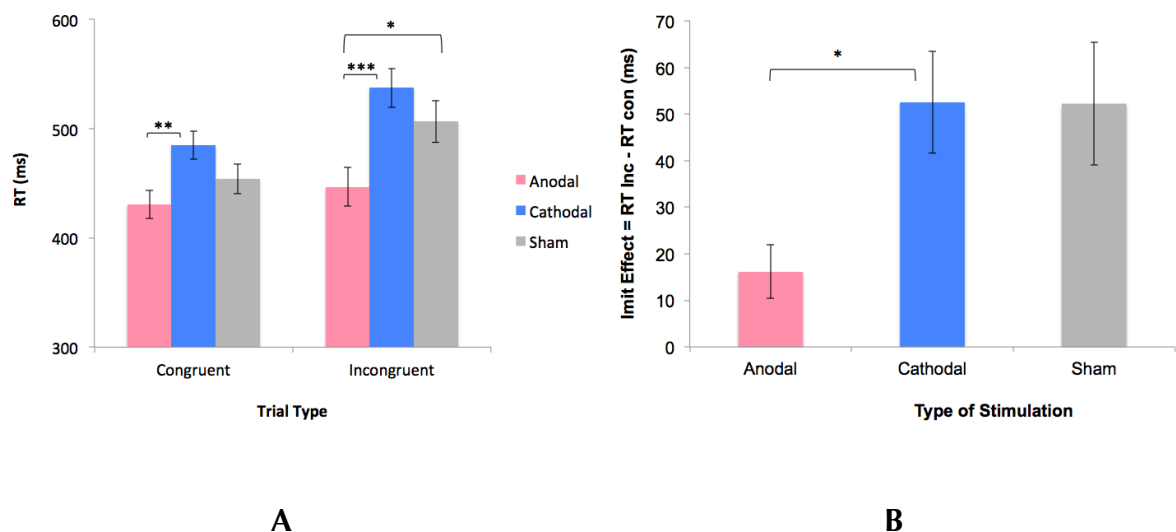 600
500
400
300
RT (ms)
**
***
*
Congruent
Incongruent
Trial Type
Anodal
Cathodal
Sham
A
70
60
50
40
30
20
10
0
Imit Effect = RT Inc - RT con (ms)
*
Anodal
Cathodal
Sham
Type of Stimulation
B